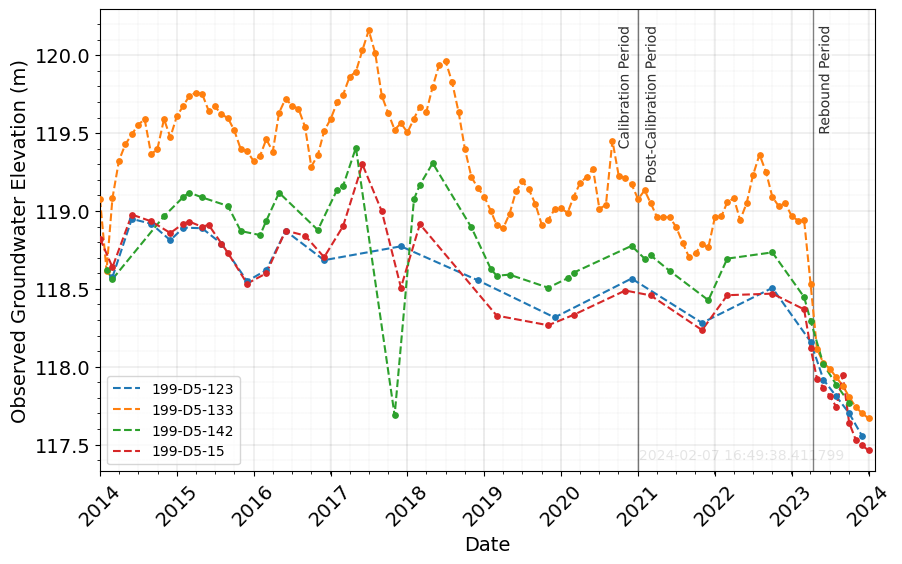 Observed Groundwater Elevation (m)
120.0
119.5
119.0
118.5
118.0
117.5
Calibration Period
Post-Calibration Period
Rebound Period
199-D5-123
199-D5-133
199-D5-142
199-D5-15
2024-02-07 16:49:38.411799
2014
2015
2016
2017
2018
2019
2020
2021
2022
2023
2024
Date